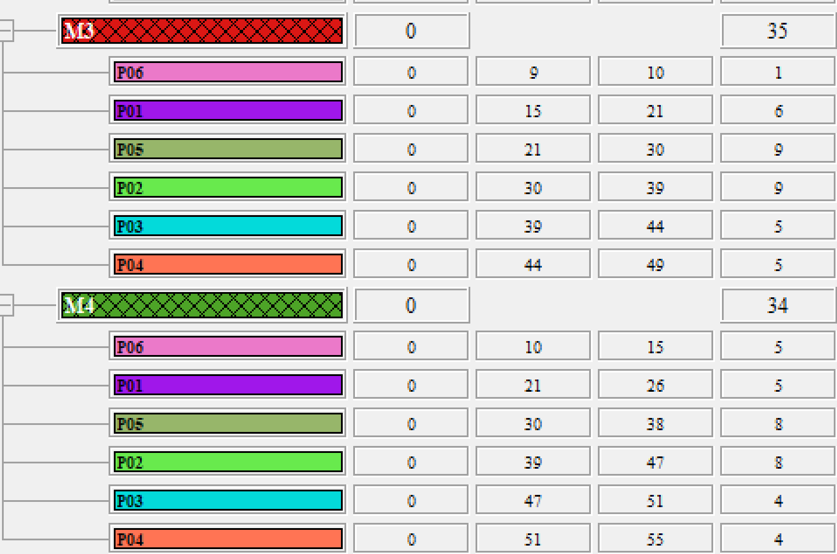 M3 0 35
P06 0 9 10 1
P01 0 15 21 6
P05 0 21 30 9
P02 0 30 39 9
P03 0 39 44 5
P04 0 44 49 5
M4 0 34
P06 0 10 15 5
P01 0 21 26 5
P05 0 30 38 8
P02 0 39 47 8
P03 0 47 51 4
P04 0 51 55 4